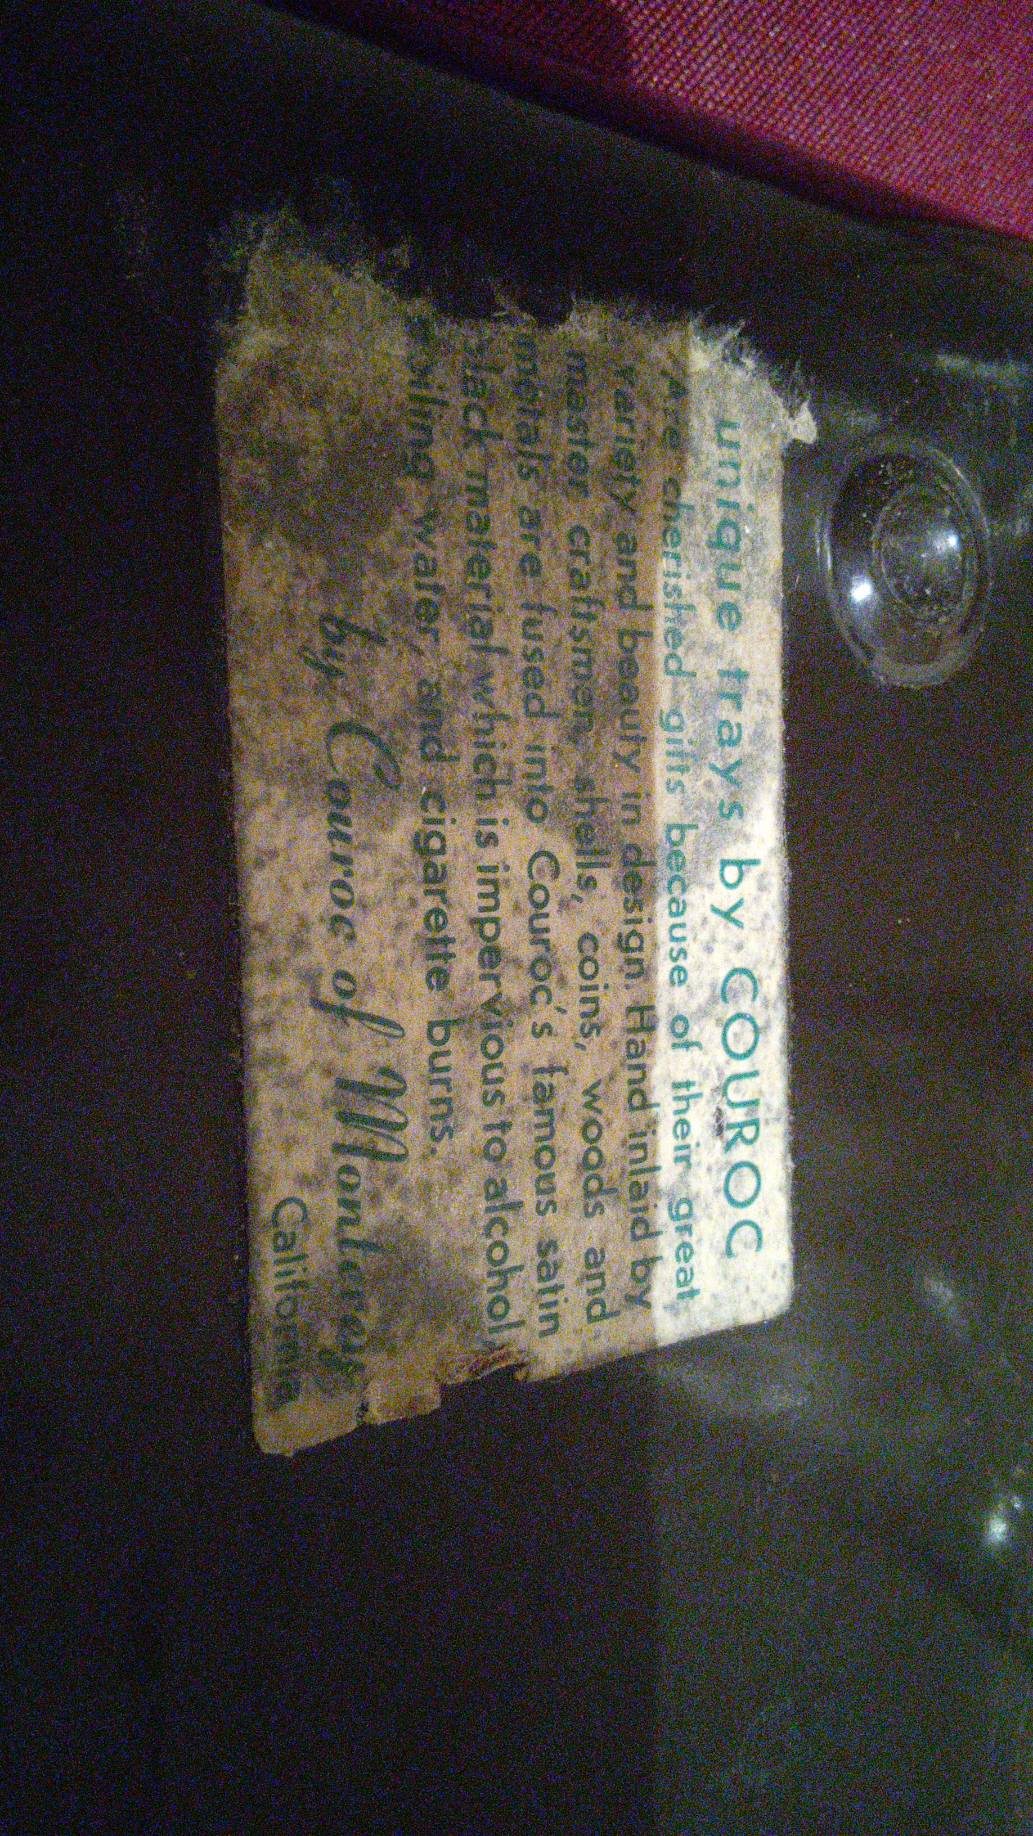 unique trays by COUROC
Are cherished gifts because of their great
variety and beauty in design. Hand inlaid by
master craftsmen, shells, coins, woods and
metals are fused into Couroc's famous satin
black material which is impervious to alcohol,
boiling water, and cigarette burns.
by Couroc of Monterey
California